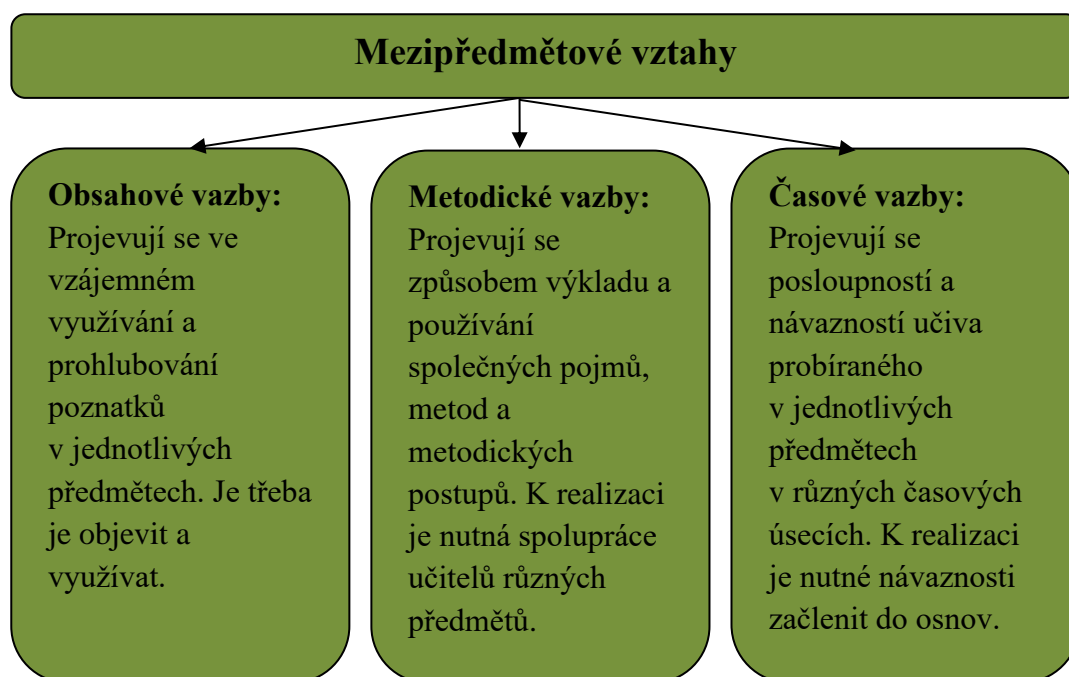 Mezipředmětové vztahy
Obsahové vazby:
Projevují se ve
vzájemném
využívání a
prohlubování
poznatků
v jednotlivých
předmětech. Je třeba
je objevit a
využívat.
Metodické vazby:
Projevují se
způsobem výkladu a
používání
společných pojmů,
metod a
metodických
postupů. K realizaci
je nutná spolupráce
učitelů různých
předmětů.
Časové vazby:
Projevují se
posloupností a
návazností učiva
probíraného
v jednotlivých
předmětech
v různých časových
úsecích. K realizaci
je nutné návaznosti
začlenit do osnov.